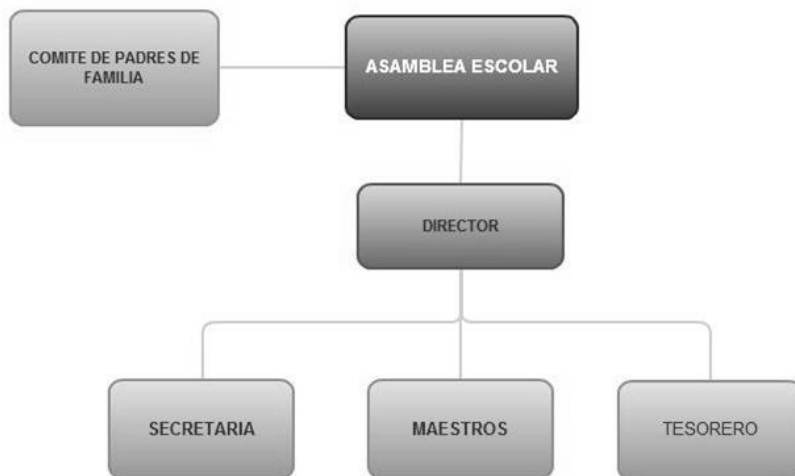 COMITE DE PADRES DE
FAMILIA
ASAMBLEA ESCOLAR
DIRECTOR
SECRETARIA
MAESTROS
TESORERO